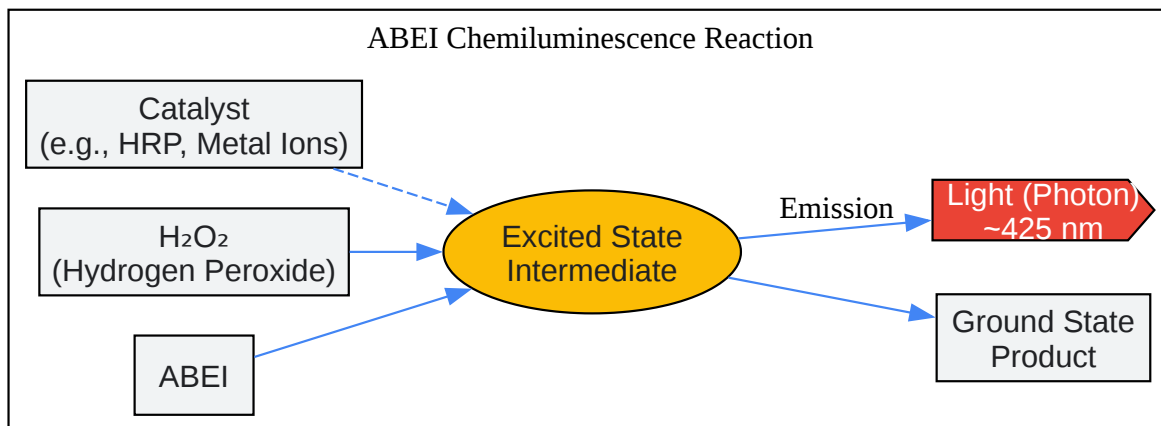 ABEI Chemiluminescence Reaction
Catalyst
(e.g., HRP, Metal Ions)
H₂O₂
(Hydrogen Peroxide)
ABEI
Excited State
Intermediate
Emission
Light (Photon)
~425 nm
Ground State
Product